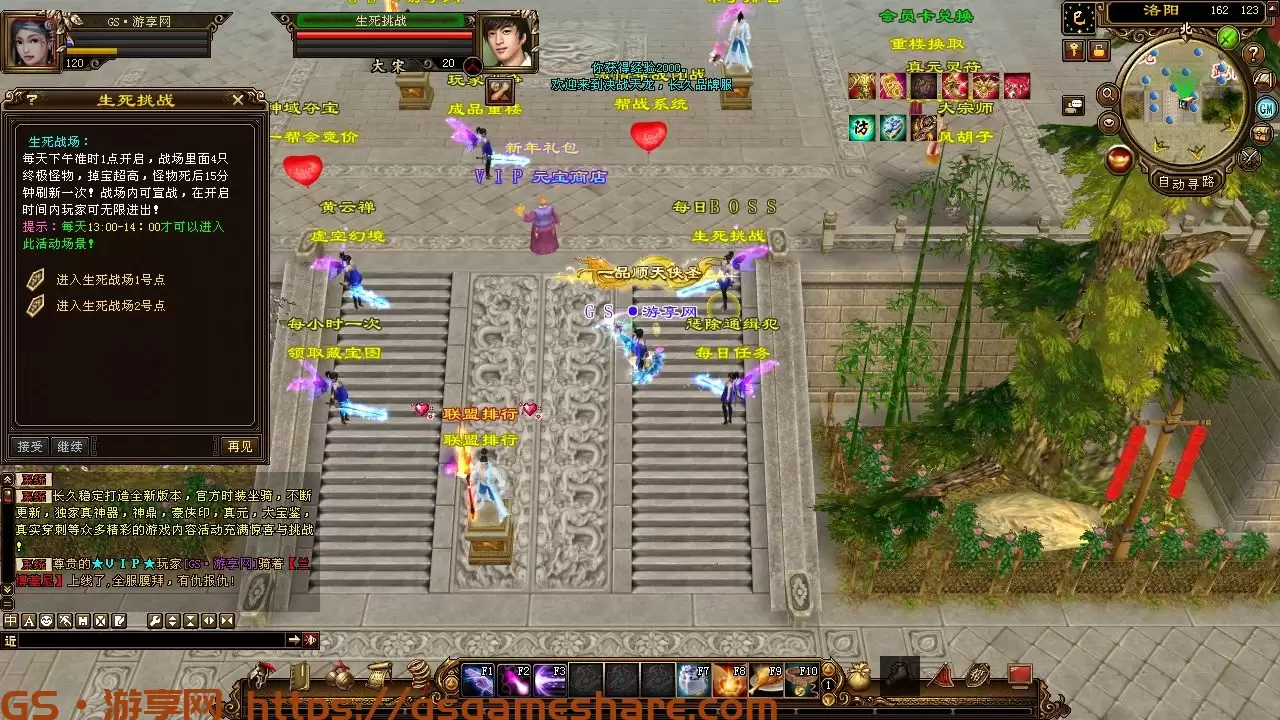 GS·游享网
120
生死挑战
大宋
20
你获得经验2000。
欢迎来到决战天龙，长久品牌服
会员卡兑换
重楼换取
真元灵符
大宗师
风胡子
洛阳
162 123
北
GM
自动寻路
? 生死挑战
生死战场：
每天下午准时1点开启，战场里面4只
终级怪物，掉宝超高，怪物死后15分
钟刷新一次！战场内可宣战，在开启
时间内玩家可无限进出！
提示：每天13:00-1
00才可以进入
此活动场景！
进入生死战场1号点
进入生死战场2号点
接受
继续
再见
神域夺宝
帮会竞价
成品重楼
帮战系统
新年礼包
VIP元宝商店
黄云禅
虚空幻境
每日BOSS
生死挑战
一品顺天侠圣
GS
游享网
每小时一次
惩除通缉犯
领取藏宝图
每日任务
联盟排行
联盟排行
系统
系统 长久稳定打造全新版本，官方时装坐骑，不断
更新，独家真神器，神鼎，豪侠印，真元，大宝鉴，
真实穿刺等众多精彩的游戏内容活动充满惊喜与挑战
！
系统 尊贵的★VIP★玩家[GS·游享网]骑着【兰
博基尼】上线了,全服膜拜，有仇报仇!
近
F1
F2
F3
F7
F8
F9
F10
1
GS · 游享网 https://gsgameshare.com